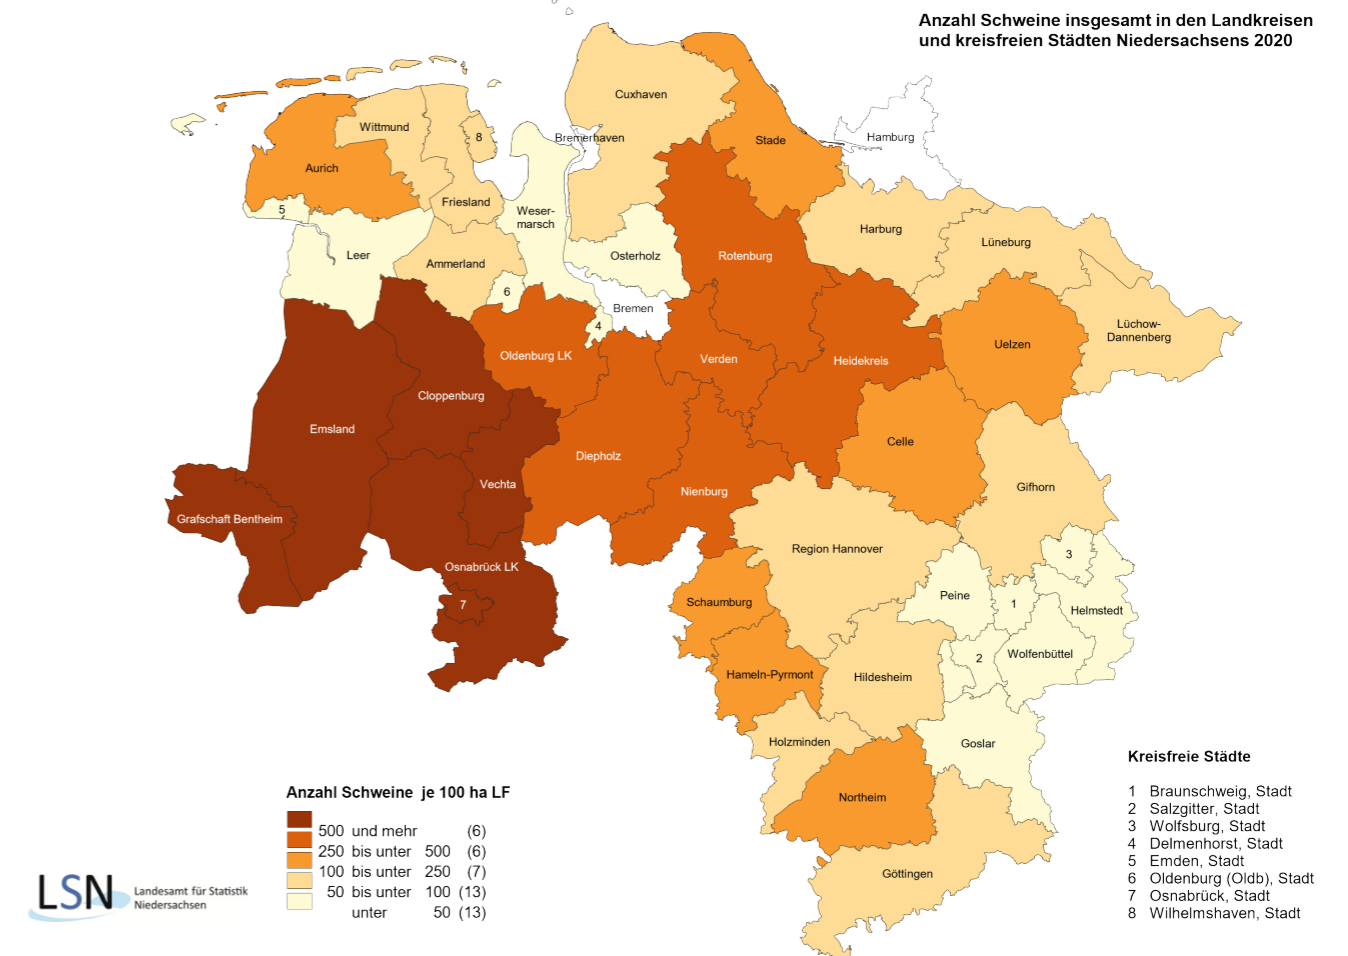 Anzahl Schweine insgesamt in den Landkreisen
und kreisfreien Städten Niedersachsens 2020
Cuxhaven
Wittmund
8
Bremerhaven
Stade
Hamburg
Aurich
5
Friesland
Weser-
marsch
Harburg
Lüneburg
Leer
Ammerland
Osterholz
Rotenburg
6
Bremen
4
Lüchow-
Dannenberg
Oldenburg LK
Verden
Heidekreis
Uelzen
Cloppenburg
Emsland
Diepholz
Celle
Vechta
Nienburg
Gifhorn
Grafschaft Bentheim
Region Hannover
3
Osnabrück LK
7
Schaumburg
Peine
1
Helmstedt
Wolfenbüttel
2
Hameln-Pyrmont
Hildesheim
Holzminden
Goslar
Northeim
Göttingen
Anzahl Schweine je 100 ha LF
500 und mehr (6)
250 bis unter 500 (6)
100 bis unter 250 (7)
50 bis unter 100 (13)
unter 50 (13)
LSN
Landesamt für Statistik
Niedersachsen
Kreisfreie Städte
1 Braunschweig, Stadt
2 Salzgitter, Stadt
3 Wolfsburg, Stadt
4 Delmenhorst, Stadt
5 Emden, Stadt
6 Oldenburg (Oldb), Stadt
7 Osnabrück, Stadt
8 Wilhelmshaven, Stadt